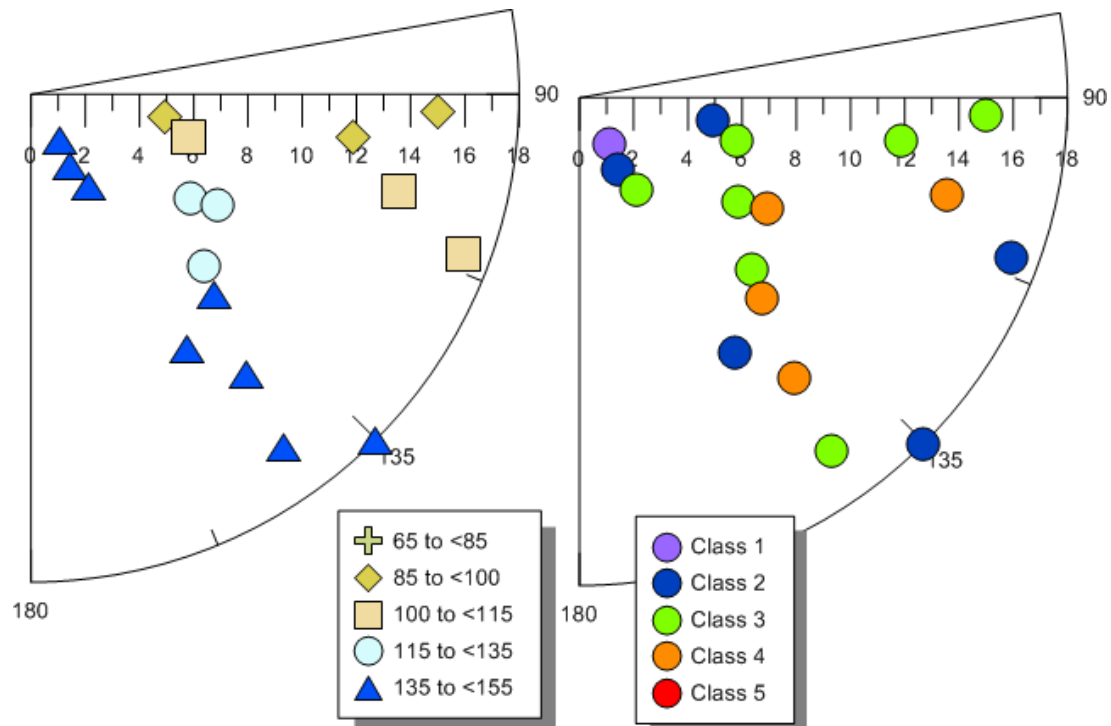 90
0 2 4 6 8 10 12 14 16 18
135
180
65 to <85
85 to <100
100 to <115
115 to <135
135 to <155
90
0 2 4 6 8 10 12 14 16 18
135
180
Class 1
Class 2
Class 3
Class 4
Class 5